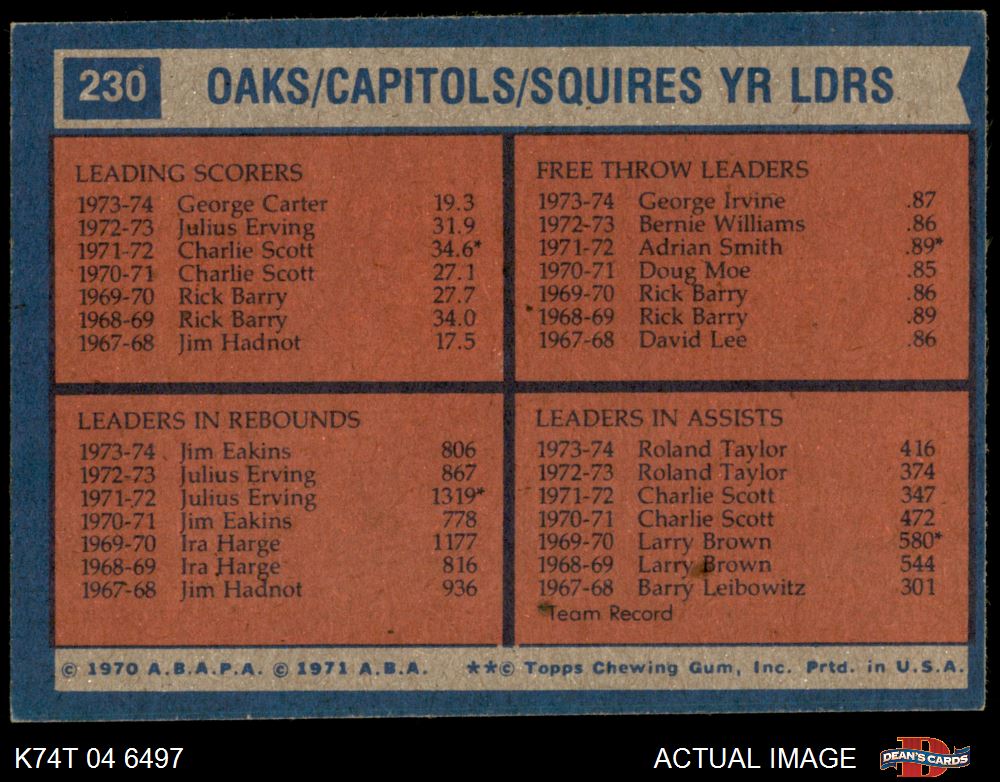 230 OAKS/CAPITOLS/SQUIRES YR LDRS
LEADING SCORERS
1973-74 George Carter 19.3
1972-73 Julius Erving 31.9
1971-72 Charlie Scott 34.6*
1970-71 Charlie Scott 27.1
1969-70 Rick Barry 27.7
1968-69 Rick Barry 34.0
1967-68 Jim Hadnot 17.5
FREE THROW LEADERS
1973-74 George Irvine .87
1972-73 Bernie Williams .86
1971-72 Adrian Smith .89*
1970-71 Doug Moe .85
1969-70 Rick Barry .86
1968-69 Rick Barry .89
1967-68 David Lee .86
LEADERS IN REBOUNDS
1973-74 Jim Eakins 806
1972-73 Julius Erving 867
1971-72 Julius Erving 1319*
1970-71 Jim Eakins 778
1969-70 Ira Harge 1177
1968-69 Ira Harge 816
1967-68 Jim Hadnot 936
LEADERS IN ASSISTS
1973-74 Roland Taylor 416
1972-73 Roland Taylor 374
1971-72 Charlie Scott 347
1970-71 Charlie Scott 472
1969-70 Larry Brown 580*
1968-69 Larry Brown 544
1967-68 Barry Leibowitz 301
*Team Record
© 1970 A.B.A.P.A. © 1971 A.B.A. **© Topps Chewing Gum, Inc. Prtd. in U.S.A.
K74T 04 6497 ACTUAL IMAGE DEAN'S CARDS